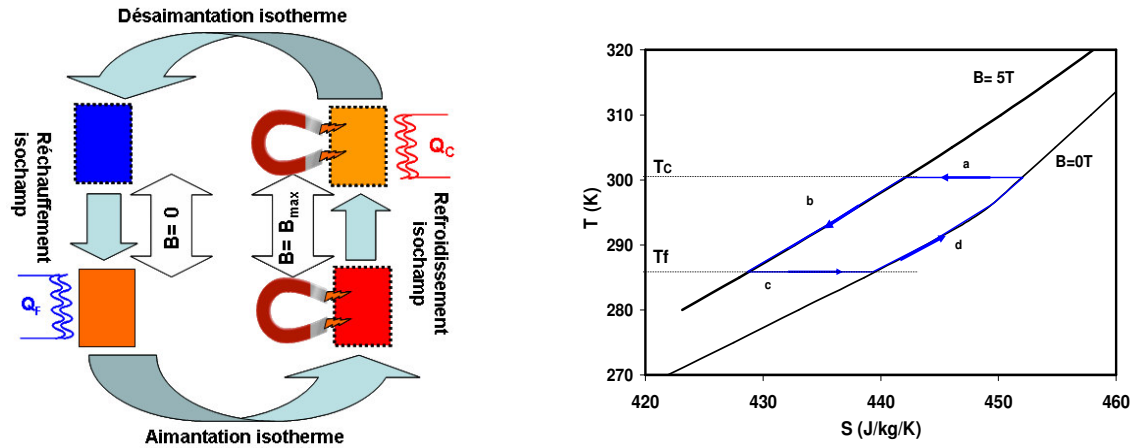 Désaimantation isotherme
Réchauffement
isochamp
B= 0
B= Bmax
QC
Refroidissement
isochamp
QF
Aimantation isotherme
320
310
300
290
280
270
T (K)
TC
Tf
B= 5T
B=0T
a
b
c
d
420
430
440
450
460
S (J/kg/K)